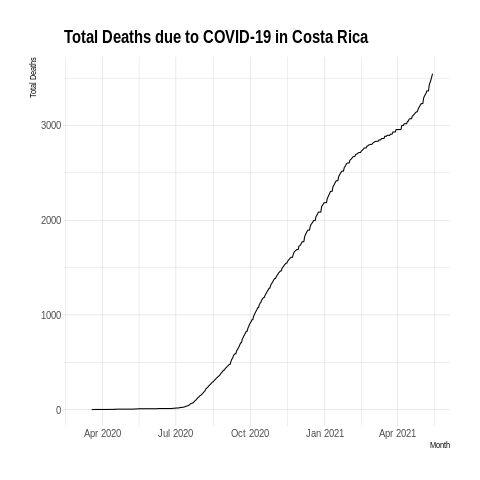 Total Deaths due to COVID-19 in Costa Rica
Total Deaths
3000
2000
1000
0
Apr 2020 Jul 2020 Oct 2020 Jan 2021 Apr 2021
Month